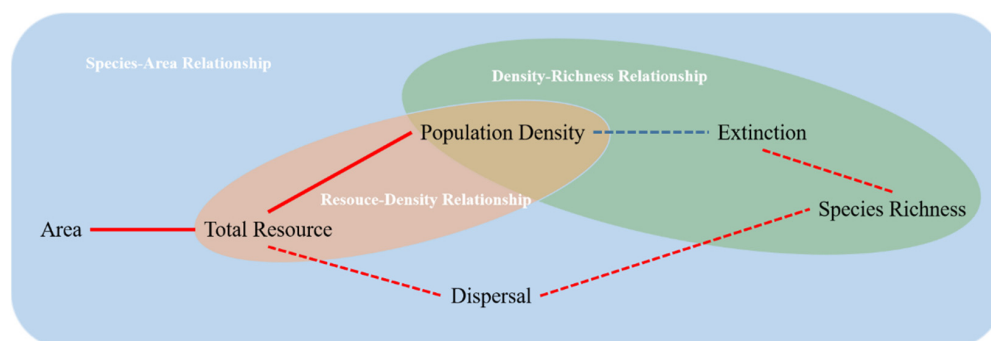 Species-Area Relationship
Density-Richness Relationship
Population Density
Extinction
Resouce-Density Relationship
Species Richness
Area
Total Resource
Dispersal